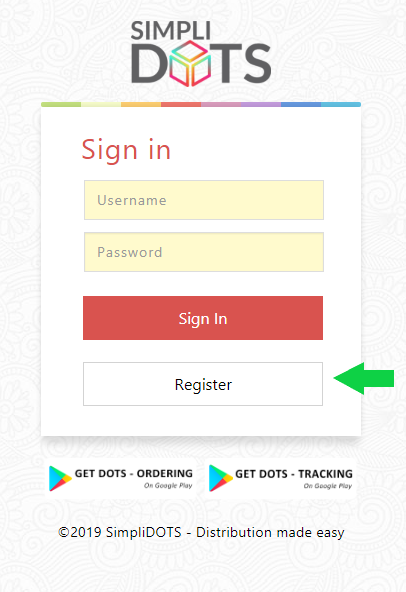 SIMPLI
DOTS
Sign in
Username
Password
Sign In
Register
GET DOTS - ORDERING
On Google Play
GET DOTS - TRACKING
On Google Play
©2019 SimpliDOTS - Distribution made easy